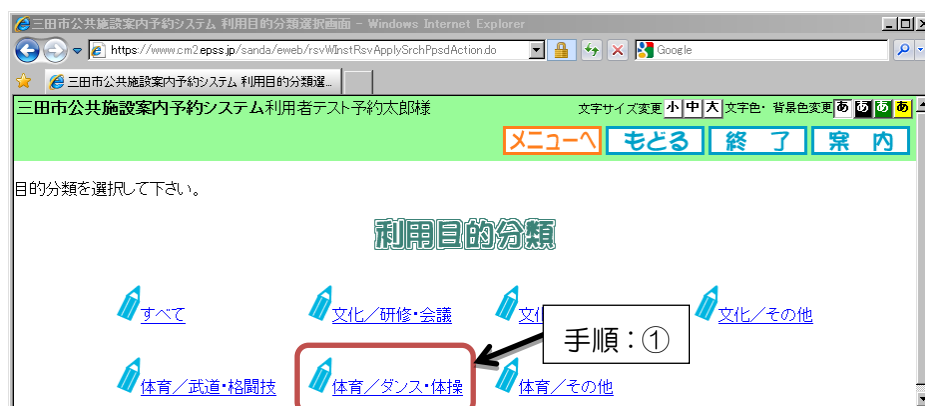 三田市公共施設案内予約システム 利用目的分類選択画面 - Windows Internet Explorer
https://www.cm2.epss.jp/sanda/eweb/rsvWInstRsvApplySrchPpsdAction.do
Google
三田市公共施設案内予約システム 利用目的分類選...
三田市公共施設案内予約システム利用者テスト予約太郎様
文字サイズ変更 小 中 大 文字色・背景色変更 あ あ あ あ
メニューへ もどる 終了 案内
目的分類を選択して下さい。
利用目的分類
すべて 文化／研修・会議 文化 文化／その他
手順：①
体育／武道・格闘技 体育／ダンス・体操 体育／その他